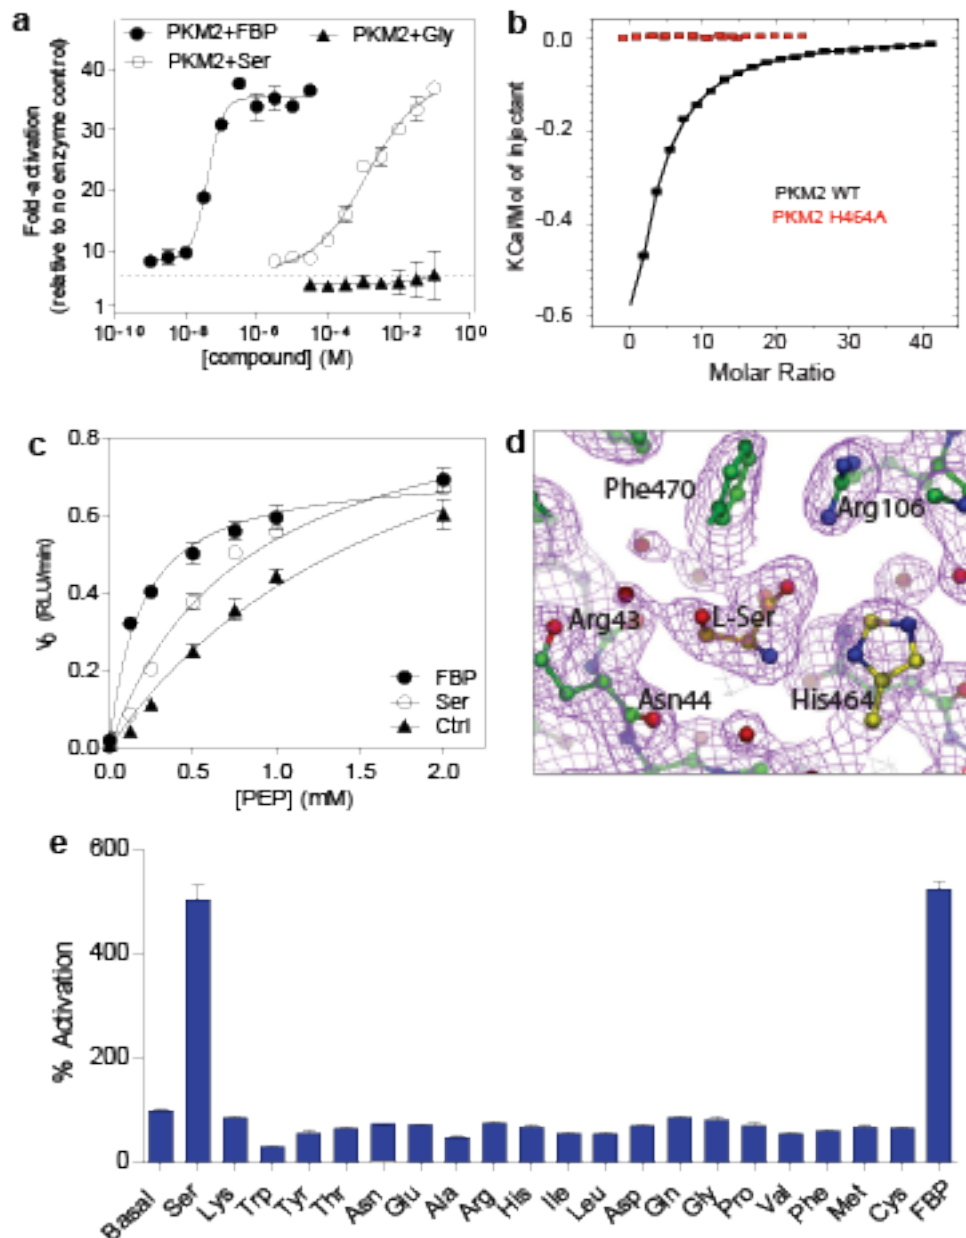 a
PKM2+FBP
PKM2+Gly
PKM2+Ser
Fold-activation
(relative to no enzyme control)
40
30
20
10
1
10⁻¹⁰
10⁻⁸
10⁻⁶
10⁻⁴
10⁻²
10⁰
[compound] (M)
b
KCal/Mol of injectant
0.0
-0.2
-0.4
-0.6
PKM2 WT
PKM2 H464A
0
10
20
30
40
Molar Ratio
c
V₀ (RLU/min)
0.8
0.6
0.4
0.2
0.0
FBP
Ser
Ctrl
0.0
0.5
1.0
1.5
2.0
[PEP] (mM)
d
Phe470
Arg106
Arg43
L-Ser
Asn44
His464
e
% Activation
600
400
200
0
Basal
Ser
Lys
Trp
Tyr
Thr
Asn
Glu
Ala
Arg
His
Ile
Leu
Asp
Gln
Gly
Pro
Val
Phe
Met
Cys
FBP